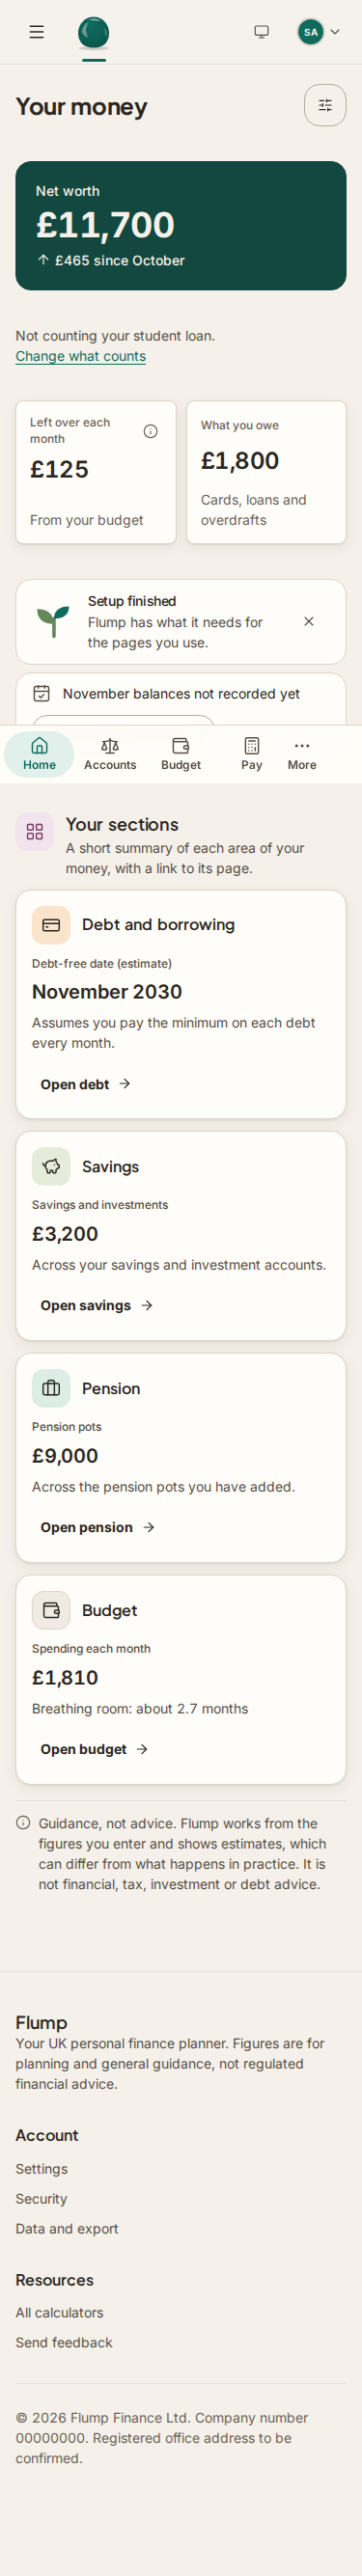 SA
Your money
Net worth
£11,700
↑ £465 since October
Not counting your student loan.
Change what counts
Left over each
month
£125
From your budget
What you owe
£1,800
Cards, loans and
overdrafts
Setup finished
Flump has what it needs for
the pages you use.
November balances not recorded yet
Home
Accounts
Budget
Pay
More
Your sections
A short summary of each area of your
money, with a link to its page.
Debt and borrowing
Debt-free date (estimate)
November 2030
Assumes you pay the minimum on each debt
every month.
Open debt →
Savings
Savings and investments
£3,200
Across your savings and investment accounts.
Open savings →
Pension
Pension pots
£9,000
Across the pension pots you have added.
Open pension →
Budget
Spending each month
£1,810
Breathing room: about 2.7 months
Open budget →
Guidance, not advice. Flump works from the
figures you enter and shows estimates, which
can differ from what happens in practice. It is
not financial, tax, investment or debt advice.
Flump
Your UK personal finance planner. Figures are for
planning and general guidance, not regulated
financial advice.
Account
Settings
Security
Data and export
Resources
All calculators
Send feedback
© 2026 Flump Finance Ltd. Company number
00000000. Registered office address to be
confirmed.